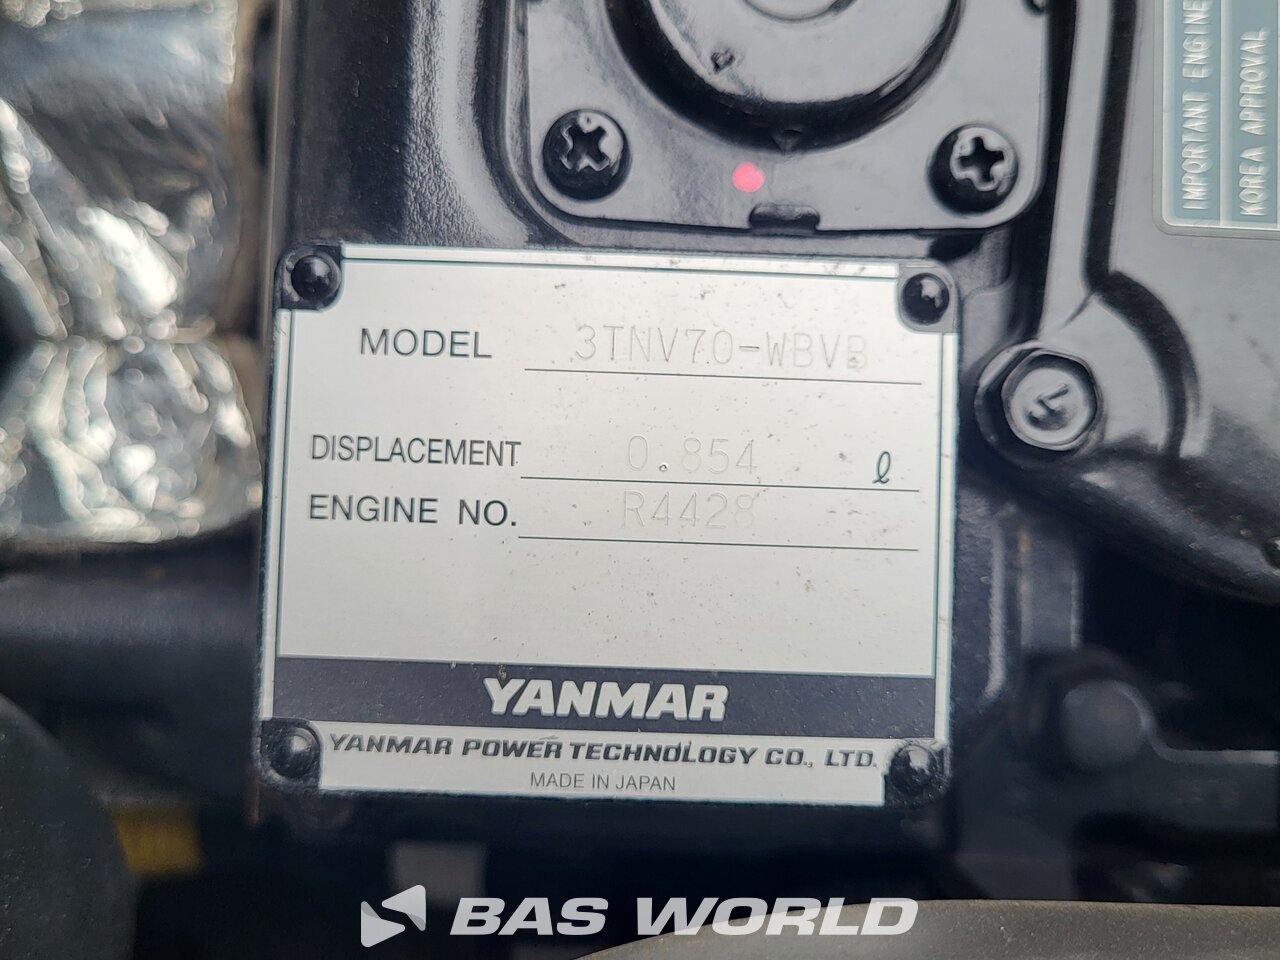 IMPORTANT ENGINE
KOREA APPROVAL
MODEL 3TNV70-WBVB
DISPLACEMENT 0.854 ℓ
ENGINE NO. R4428
YANMAR
YANMAR POWER TECHNOLOGY CO., LTD.
MADE IN JAPAN
BAS WORLD